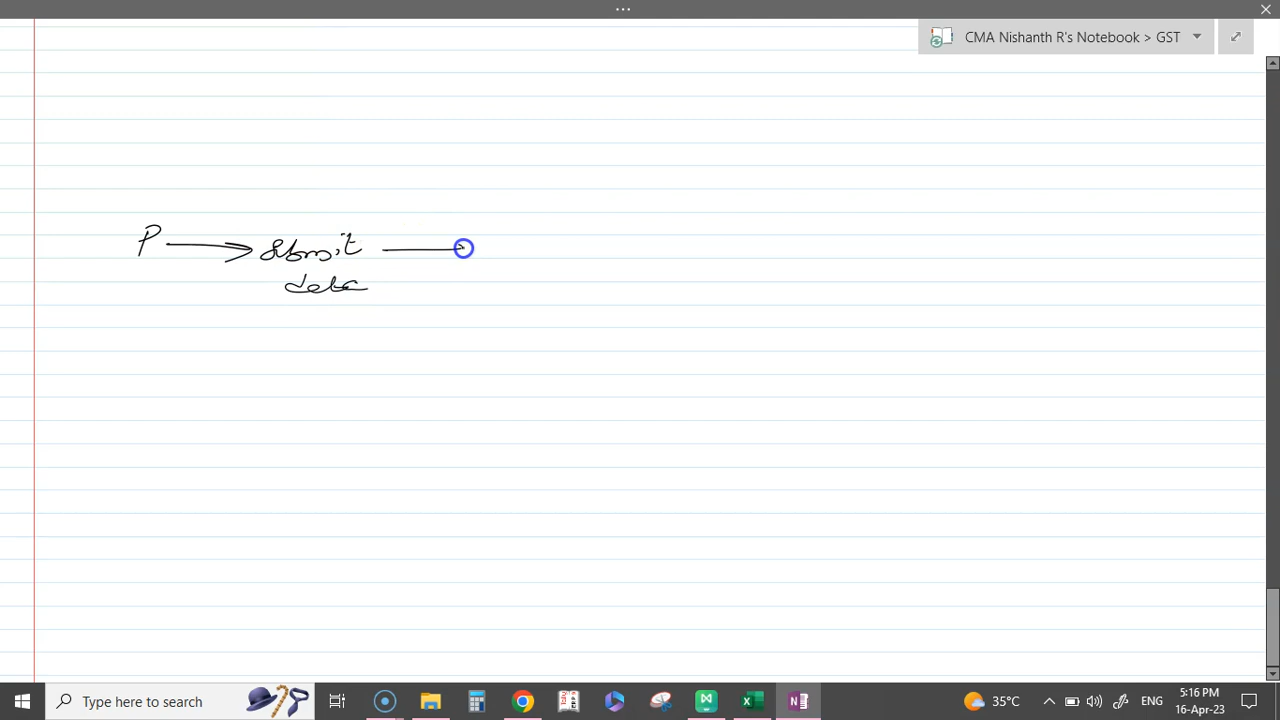 CMA Nishanth R's Notebook > GST
P → Submit
data
Type here to search
35°C
ENG
5:16 PM
16-Apr-23